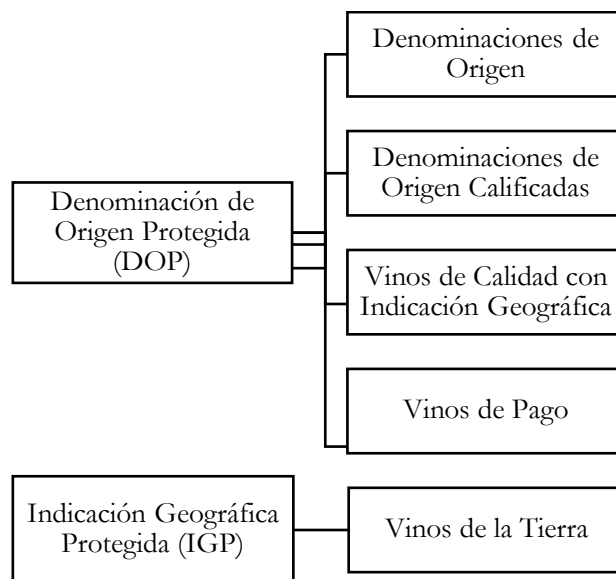 Denominación de
Origen Protegida
(DOP)
Denominaciones de
Origen
Denominaciones de
Origen Calificadas
Vinos de Calidad con
Indicación Geográfica
Vinos de Pago
Indicación Geográfica
Protegida (IGP)
Vinos de la Tierra